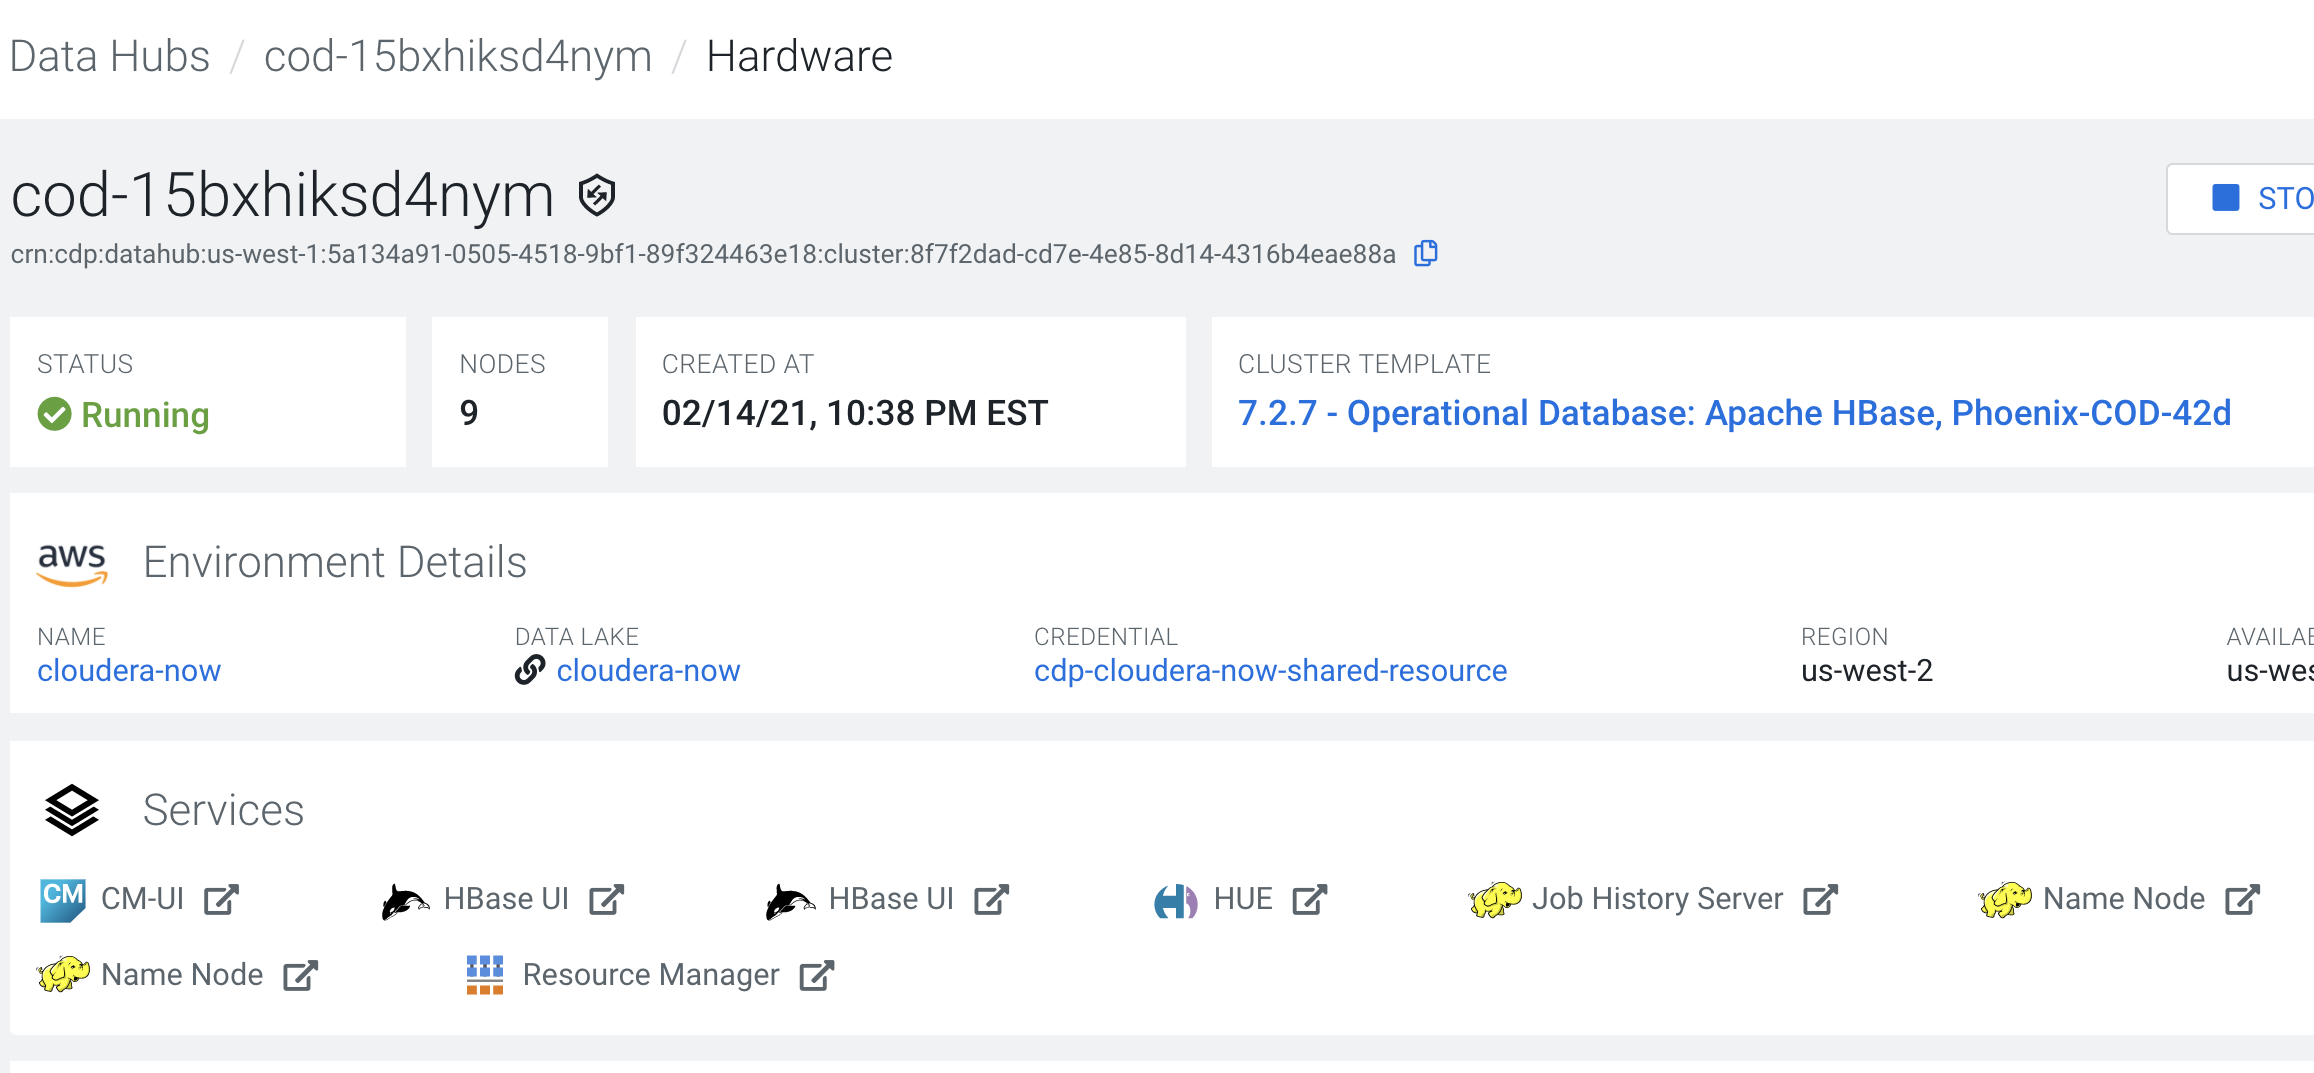 Data Hubs / cod-15bxhiksd4nym / Hardware
cod-15bxhiksd4nym
STO
crn:cdp:datahub:us-west-1:5a134a91-0505-4518-9bf1-89f324463e18:cluster:8f7f2dad-cd7e-4e85-8d14-4316b4eae88a
STATUS NODES CREATED AT CLUSTER TEMPLATE
Running 9 02/14/21, 10:38 PM EST 7.2.7 - Operational Database: Apache HBase, Phoenix-COD-42d
aws Environment Details
NAME DATA LAKE CREDENTIAL REGION AVAILAB
cloudera-now cloudera-now cdp-cloudera-now-shared-resource us-west-2 us-wes
Services
CM CM-UI HBase UI HBase UI HUE Job History Server Name Node
Name Node Resource Manager